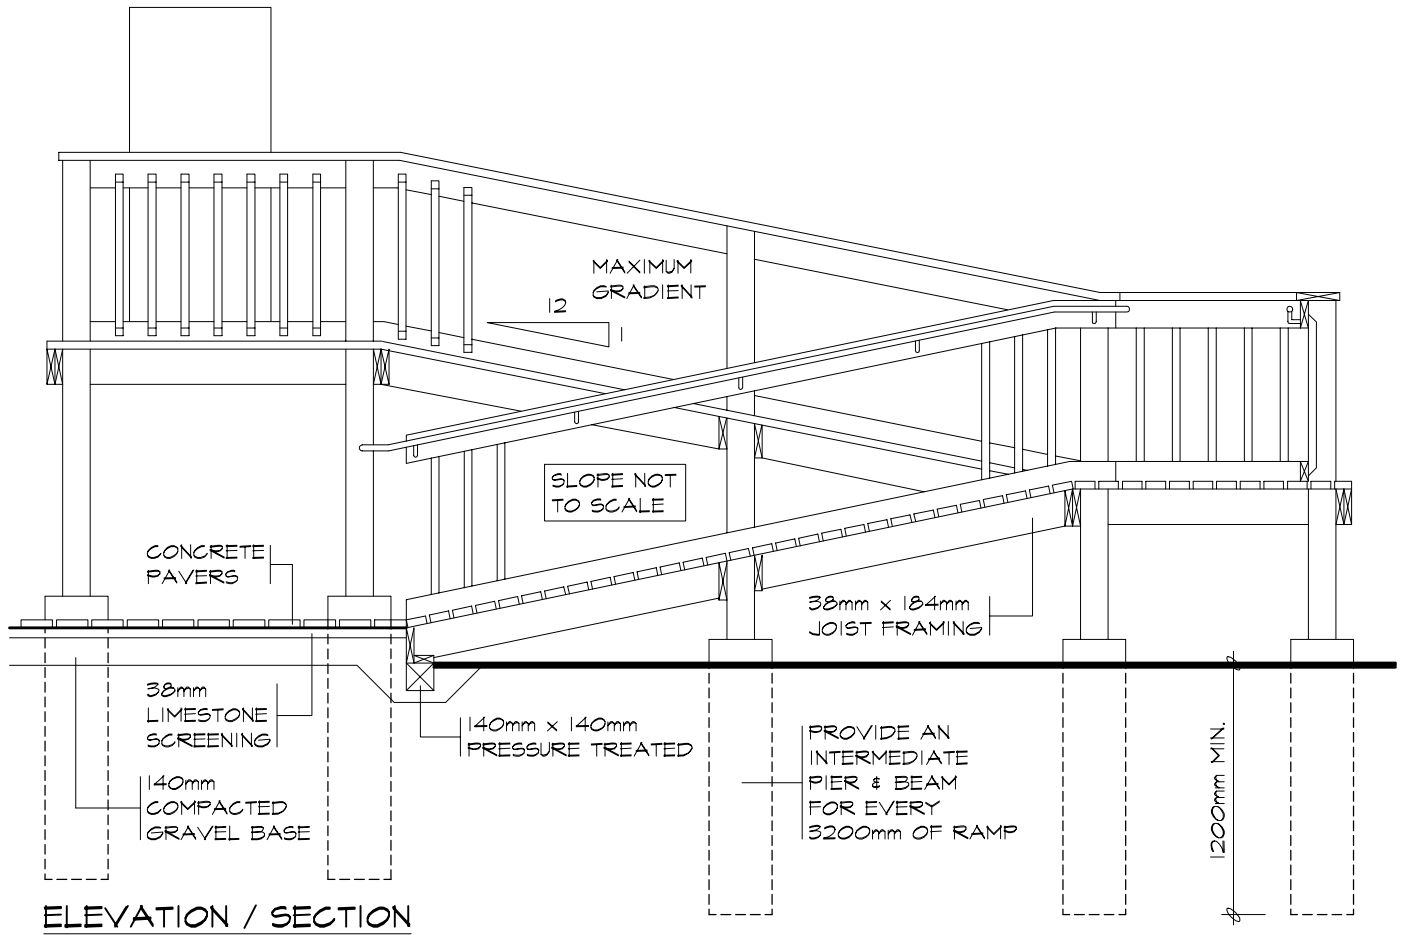 MAXIMUM
GRADIENT
12
1
SLOPE NOT
TO SCALE
CONCRETE
PAVERS
38mm x 184mm
JOIST FRAMING
38mm
LIMESTONE
SCREENING
140mm x 140mm
PRESSURE TREATED
PROVIDE AN
INTERMEDIATE
PIER & BEAM
FOR EVERY
3200mm OF RAMP
1200mm MIN.
140mm
COMPACTED
GRAVEL BASE
ELEVATION / SECTION